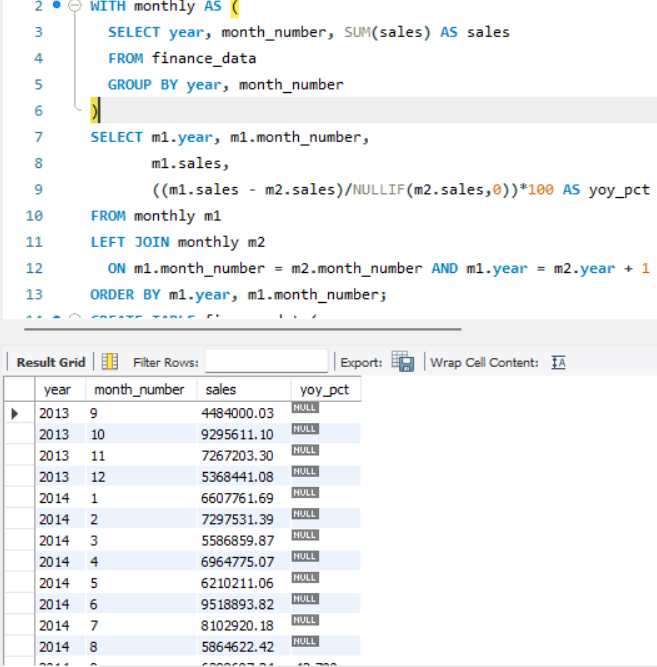 2 WITH monthly AS (
3 SELECT year, month_number, SUM(sales) AS sales
4 FROM finance_data
5 GROUP BY year, month_number
6 )
7 SELECT m1.year, m1.month_number,
8 m1.sales,
9 ((m1.sales - m2.sales)/NULLIF(m2.sales,0))*100 AS yoy_pct
10 FROM monthly m1
11 LEFT JOIN monthly m2
12 ON m1.month_number = m2.month_number AND m1.year = m2.year + 1
13 ORDER BY m1.year, m1.month_number;
Result Grid Filter Rows: Export: Wrap Cell Content:
year month_number sales yoy_pct
2013 9 4484000.03 NULL
2013 10 9295611.10 NULL
2013 11 7267203.30 NULL
2013 12 5368441.08 NULL
2014 1 6607761.69 NULL
2014 2 7297531.39 NULL
2014 3 5586859.87 NULL
2014 4 6964775.07 NULL
2014 5 6210211.06 NULL
2014 6 9518893.82 NULL
2014 7 8102920.18 NULL
2014 8 5864622.42 NULL